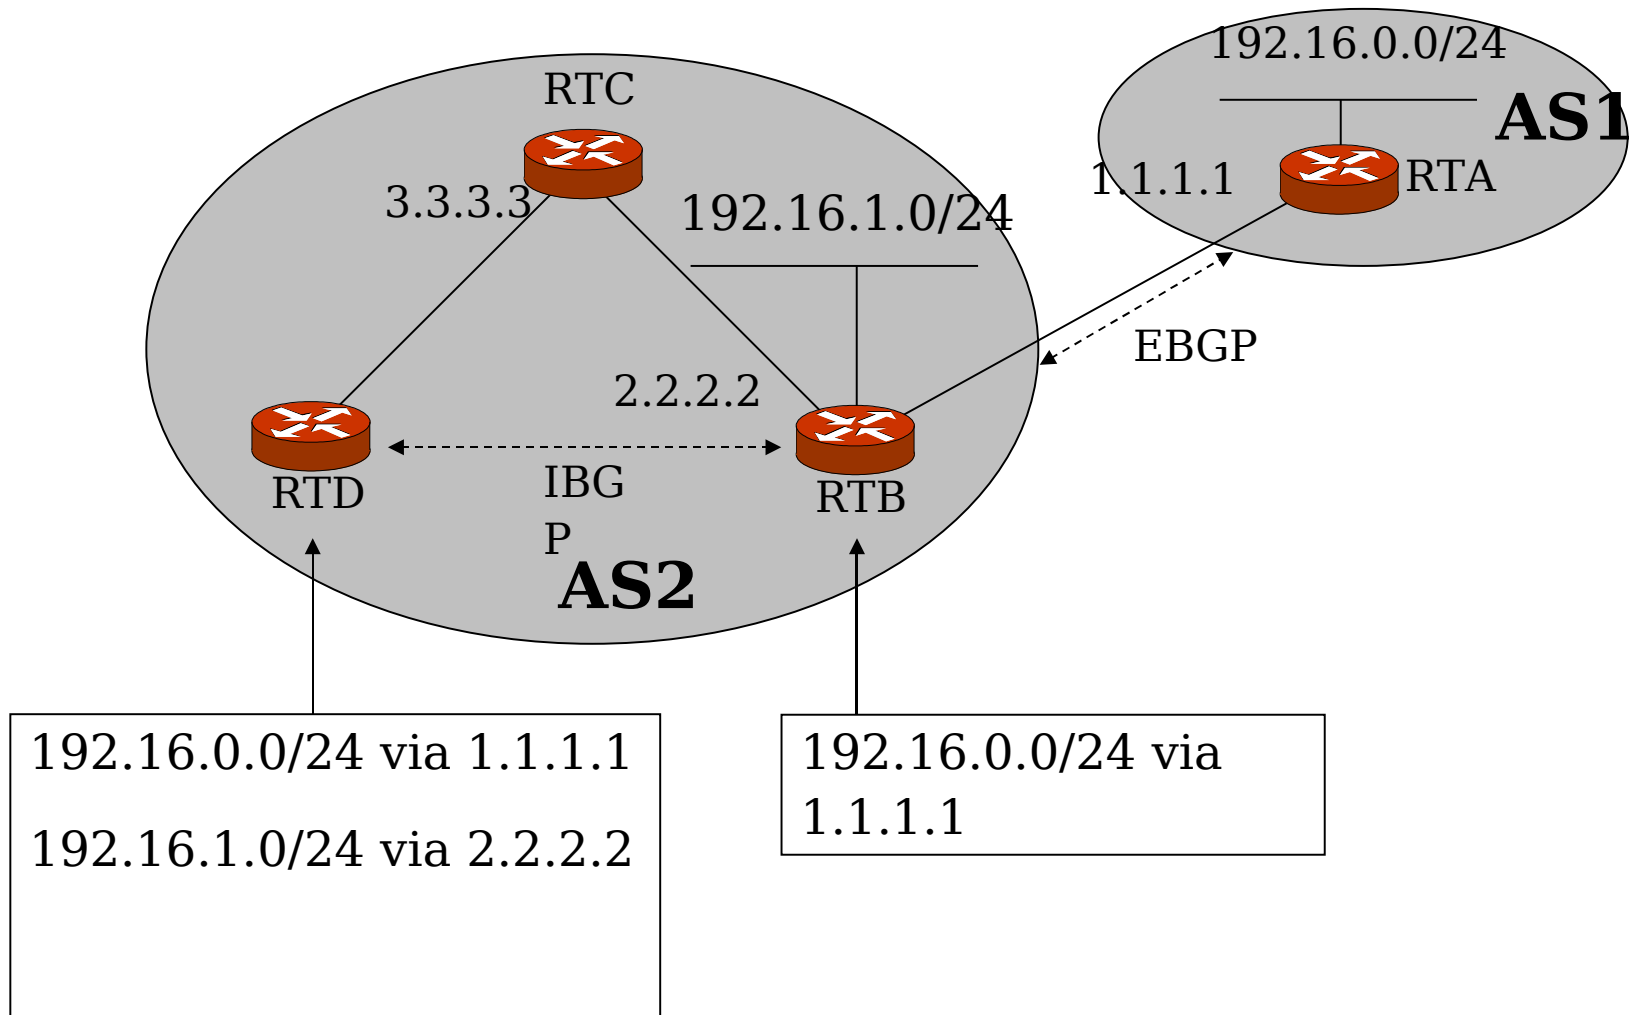 192.16.0.0/24
RTC
AS1
RTA
1.1.1.1
3.3.3.3
192.16.1.0/24
EBGP
2.2.2.2
IBG
P
RTD
RTB
AS2
192.16.0.0/24 via 1.1.1.1
192.16.1.0/24 via 2.2.2.2
192.16.0.0/24 via
1.1.1.1